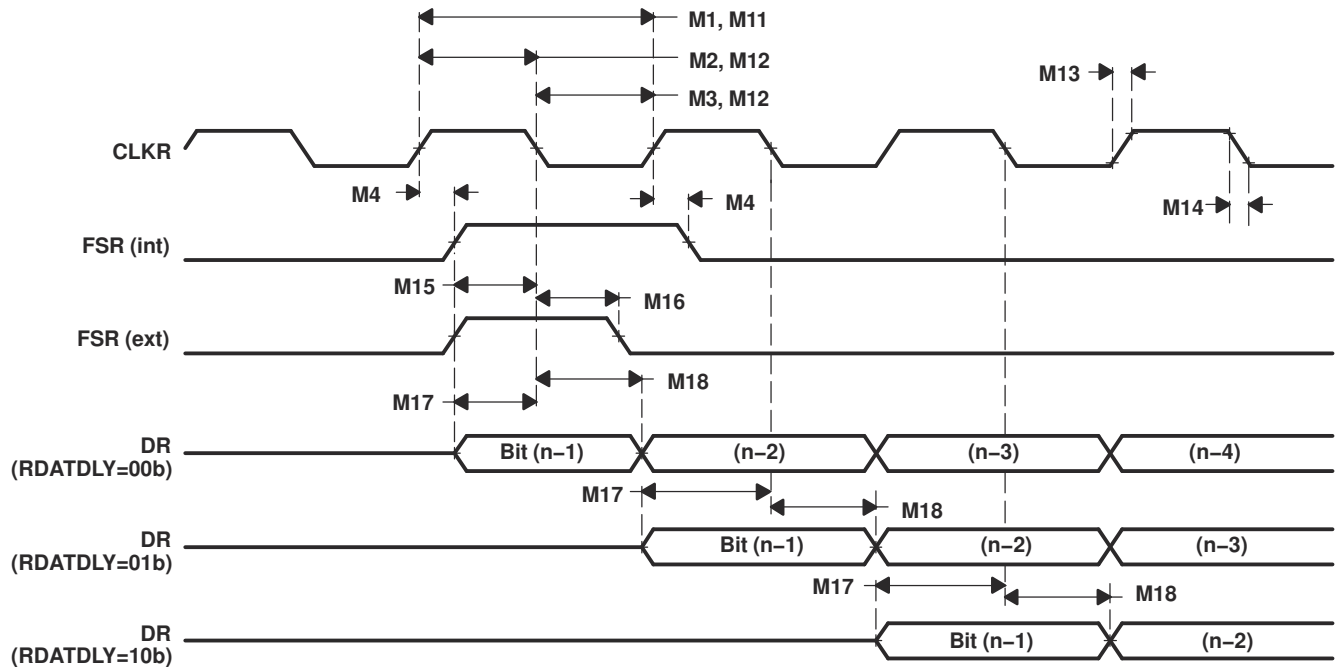 M1, M11
M2, M12
M13
M3, M12
CLKR
M4
M4
M14
FSR (int)
M15
M16
FSR (ext)
M18
M17
DR
(RDATDLY=00b)
Bit (n−1)
(n−2)
(n−3)
(n−4)
M17
M18
DR
(RDATDLY=01b)
Bit (n−1)
(n−2)
(n−3)
M17
M18
DR
(RDATDLY=10b)
Bit (n−1)
(n−2)